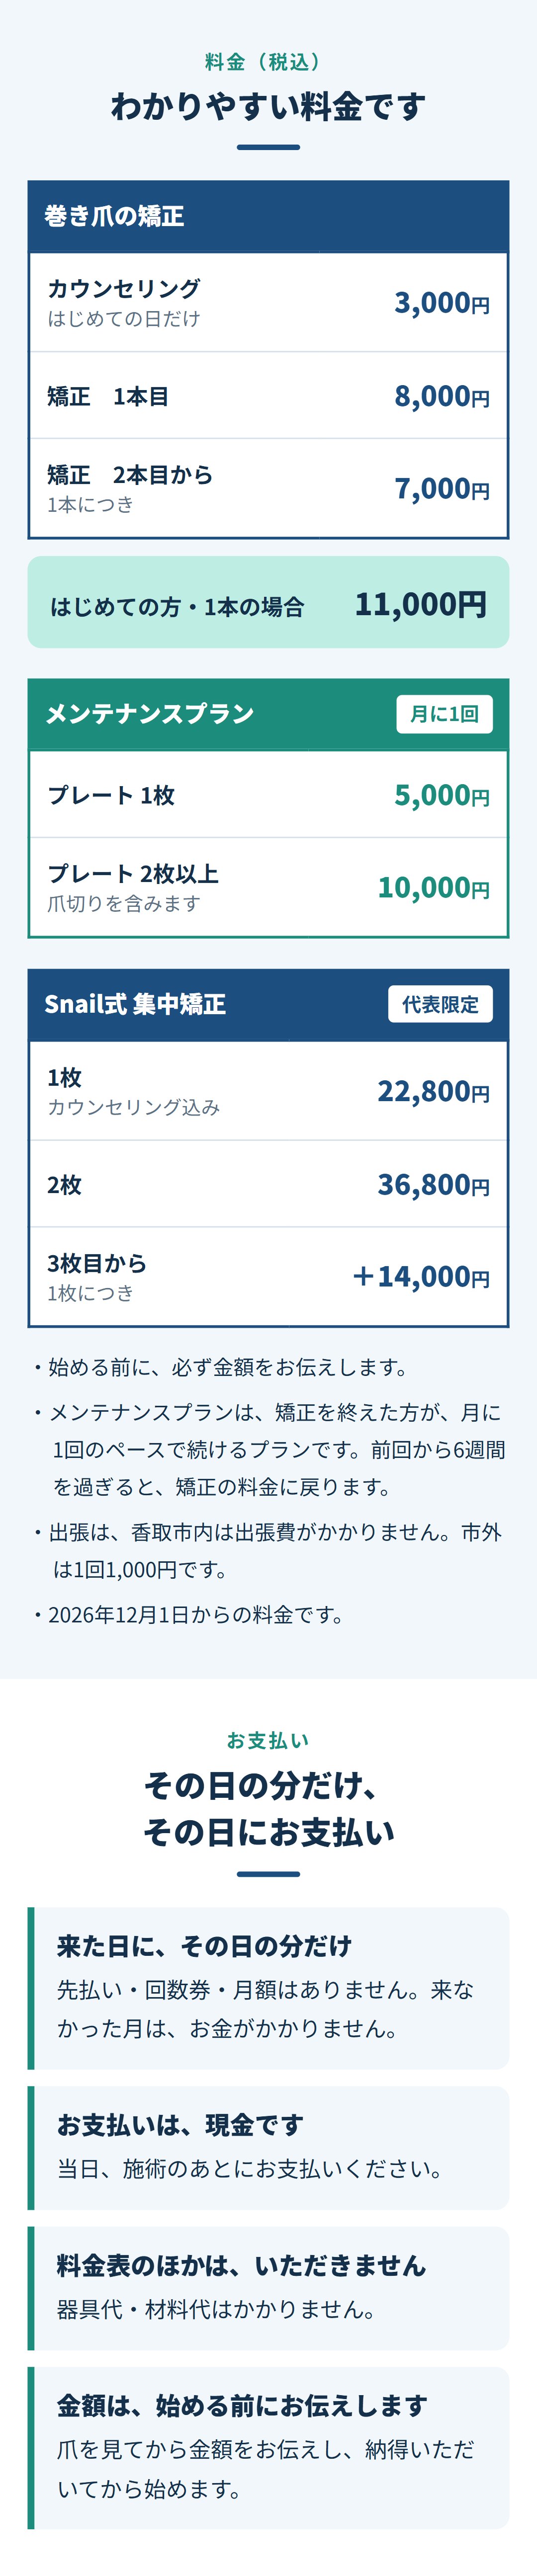 料金（税込）
わかりやすい料金です
巻き爪の矯正
カウンセリング
はじめての日だけ
3,000円
矯正　1本目
8,000円
矯正　2本目から
1本につき
7,000円
はじめての方・1本の場合
11,000円
メンテナンスプラン
月に1回
プレート 1枚
5,000円
プレート 2枚以上
爪切りを含みます
10,000円
Snail式 集中矯正
代表限定
1枚
カウンセリング込み
22,800円
2枚
36,800円
3枚目から
1枚につき
＋14,000円
・始める前に、必ず金額をお伝えします。
・メンテナンスプランは、矯正を終えた方が、月に
1回のペースで続けるプランです。前回から6週間
を過ぎると、矯正の料金に戻ります。
・出張は、香取市内は出張費がかかりません。市外
は1回1,000円です。
・2026年12月1日からの料金です。
お支払い
その日の分だけ、
その日にお支払い
来た日に、その日の分だけ
先払い・回数券・月額はありません。来な
かった月は、お金がかかりません。
お支払いは、現金です
当日、施術のあとにお支払いください。
料金表のほかは、いただきません
器具代・材料代はかかりません。
金額は、始める前にお伝えします
爪を見てから金額をお伝えし、納得いただ
いてから始めます。